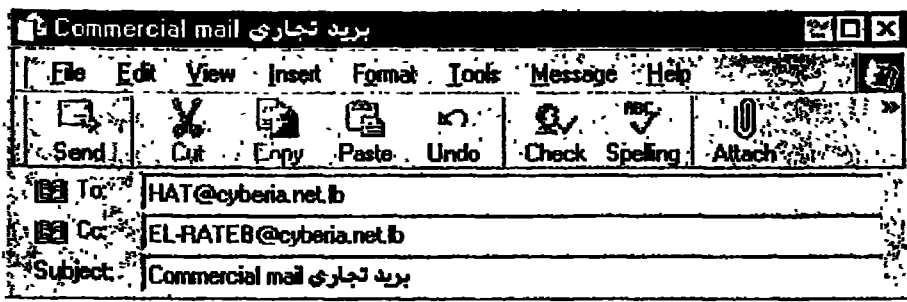 Commercial mail بريد تجاري
File Edit View Insert Format Tools Message Help
Send Cut Copy Paste Undo Check Spelling Attach
To: HAT@cyberia.net.lb
Cc: EL-RATEB@cyberia.net.lb
Subject: Commercial mail بريد تجاري